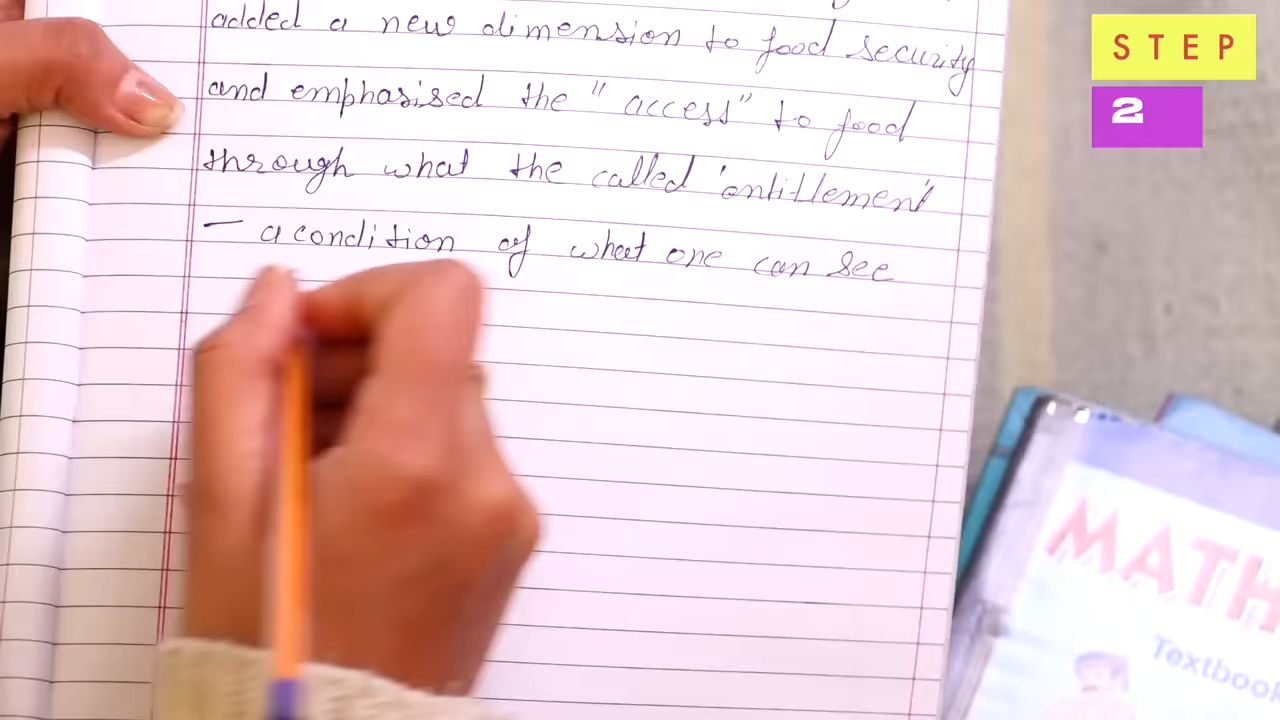 added a new dimension to food security
and emphasised the "access" to food
through what the called 'entitlement'
— a condition of what one can see
STEP
2
MATH
Textbook